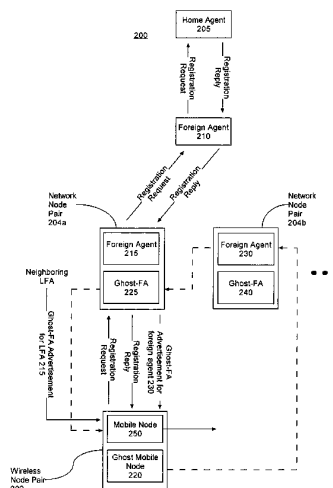 200
Home Agent
205
Registration
Request
Registration
Reply
Foreign Agent
210
Registration
Request
Registration
Reply
Network
Node
Pair
204a
Network
Node
Pair
204b
Foreign Agent
215
Ghost-FA
225
Foreign Agent
230
Ghost-FA
240
Neighboring
LFA
Ghost-FA Advertisement
for LFA 215
Registration
Request
Registration
Reply
Ghost-FA
Advertisement for
foreign agent 230
Mobile Node
250
Ghost Mobile
Node
220
Wireless
Node Pair